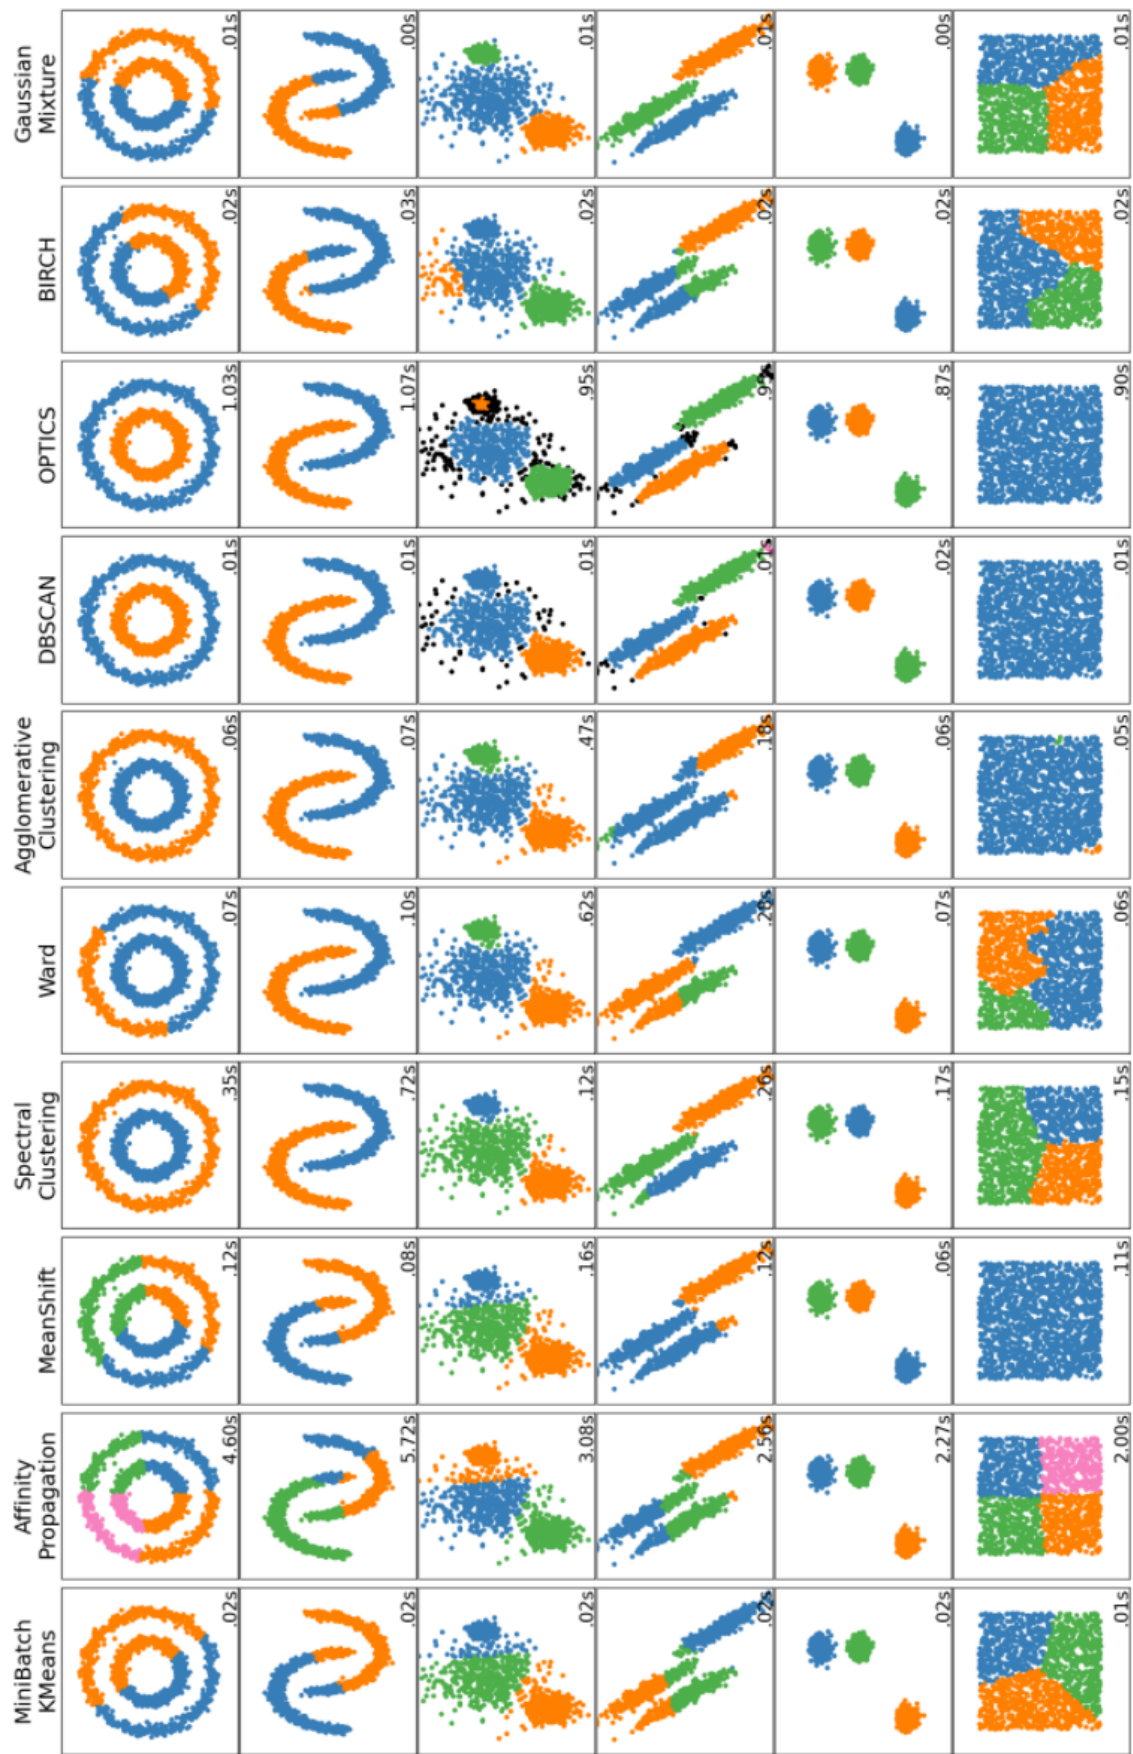 MiniBatch
KMeans
Affinity
Propagation
MeanShift
Spectral
Clustering
Ward
Agglomerative
Clustering
DBSCAN
OPTICS
BIRCH
Gaussian
Mixture
.02s 4.60s .12s .35s .07s .06s .01s 1.03s .02s .01s
.02s 5.72s .08s .72s .10s .07s .01s 1.07s .03s .00s
.02s 3.08s .16s .12s .62s .47s .01s .95s .02s .01s
.02s 2.56s .12s .26s .28s .18s .01s .02s .01s
.02s 2.27s .06s .17s .07s .06s .02s .87s .02s .00s
.01s 2.00s .11s .15s .06s .05s .01s .90s .02s .01s